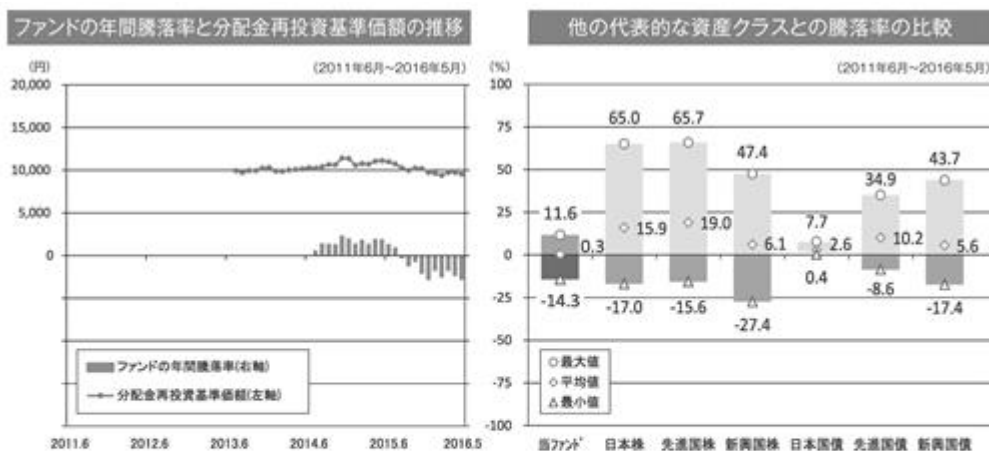 ファンドの年間騰落率と分配金再投資基準価額の推移
(円)
(2011年6月～2016年5月)
20,000
15,000
10,000
5,000
0
ファンドの年間騰落率(右軸)
分配金再投資基準価額(左軸)
2011.6 2012.6 2013.6 2014.6 2015.6 2016.5
他の代表的な資産クラスとの騰落率の比較
(%)
(2011年6月～2016年5月)
100
75
50
25
0
-25
-50
-75
-100
11.6 65.0 65.7 47.4 7.7 34.9 43.7
0.3 15.9 19.0 6.1 2.6 10.2 5.6
-14.3 -17.0 -15.6 -27.4 0.4 -8.6 -17.4
最大値
平均値
最小値
当ファンド 日本株 先進国株 新興国株 日本国債 先進国債 新興国債